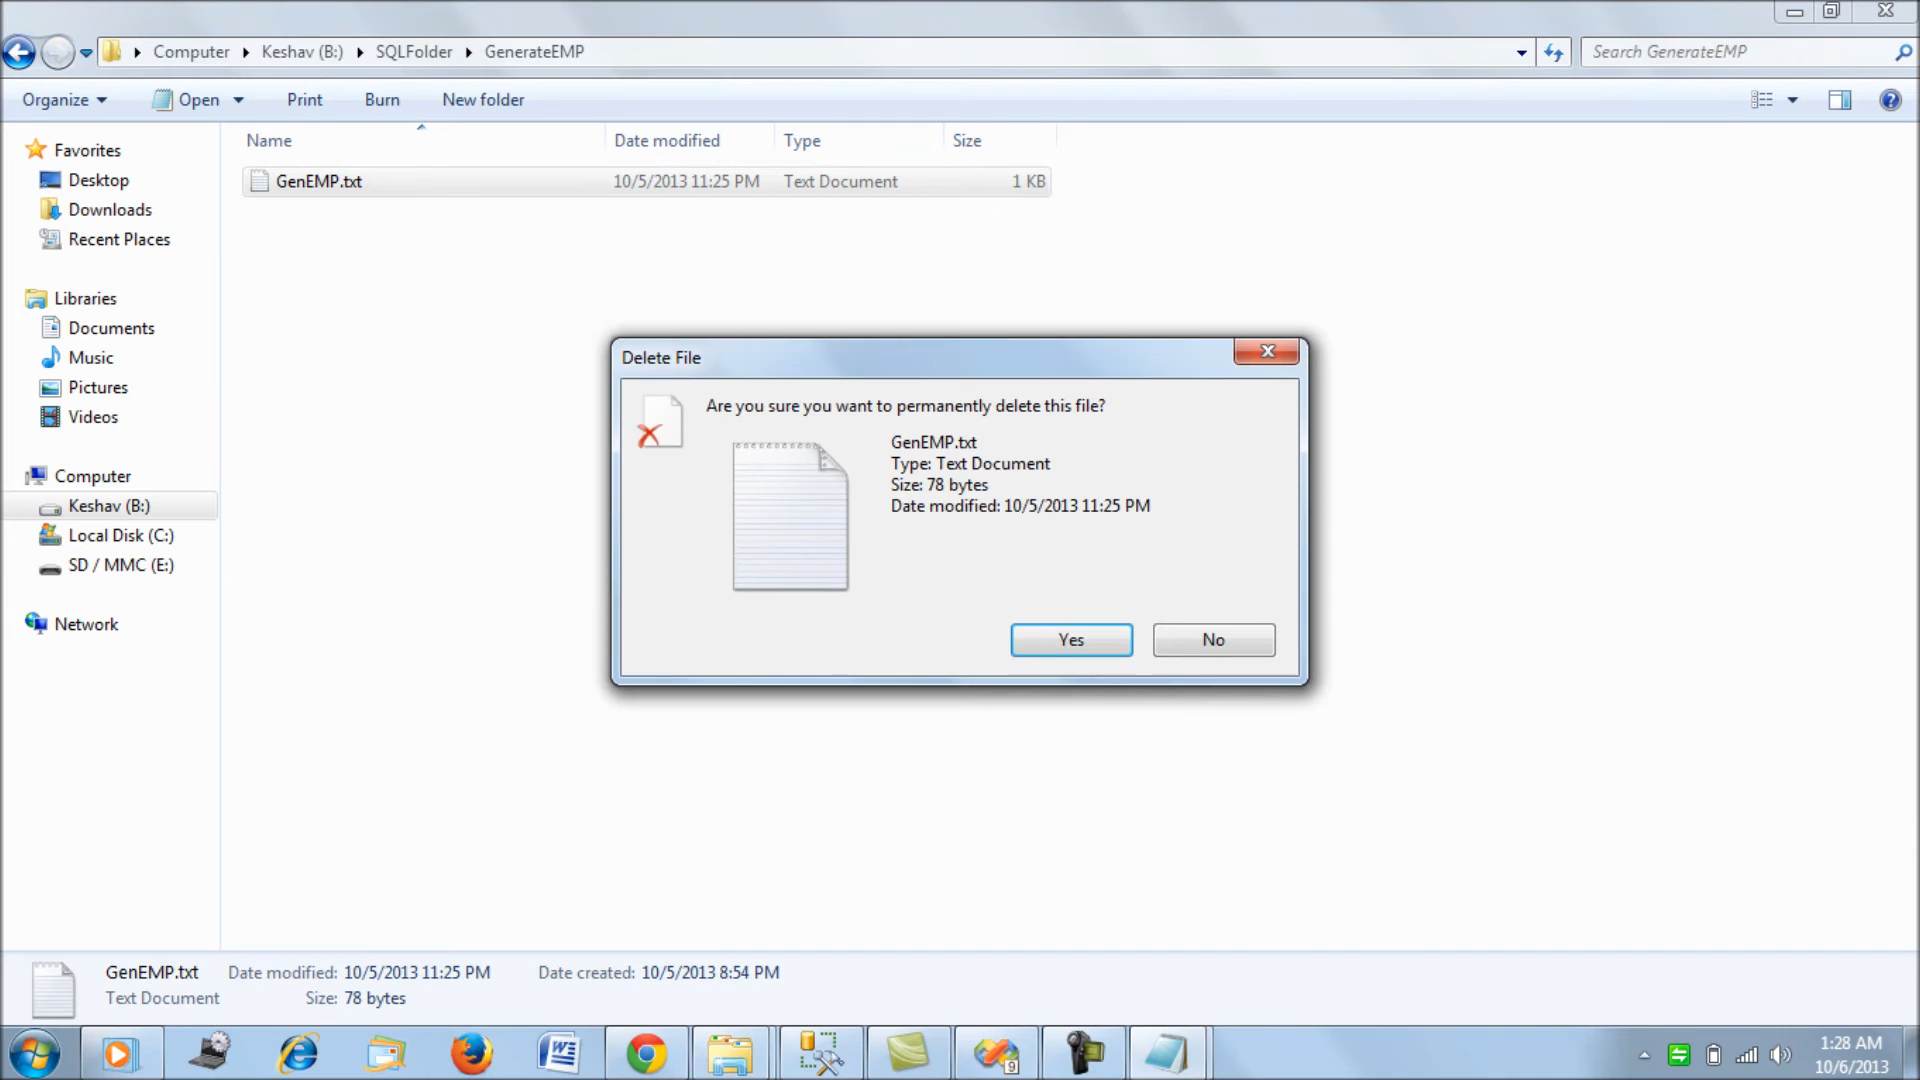 Computer Keshav (B:) SQLFolder GenerateEMP
Search GenerateEMP
Organize Open Print Burn New folder
Name Date modified Type Size
GenEMP.txt 10/5/2013 11:25 PM Text Document 1 KB
Favorites
Desktop
Downloads
Recent Places
Libraries
Documents
Music
Pictures
Videos
Computer
Keshav (B:)
Local Disk (C:)
SD / MMC (E:)
Network
Delete File
Are you sure you want to permanently delete this file?
GenEMP.txt
Type: Text Document
Size: 78 bytes
Date modified: 10/5/2013 11:25 PM
Yes No
GenEMP.txt Date modified: 10/5/2013 11:25 PM Date created: 10/5/2013 8:54 PM
Text Document Size: 78 bytes
9
1:28 AM
10/6/2013